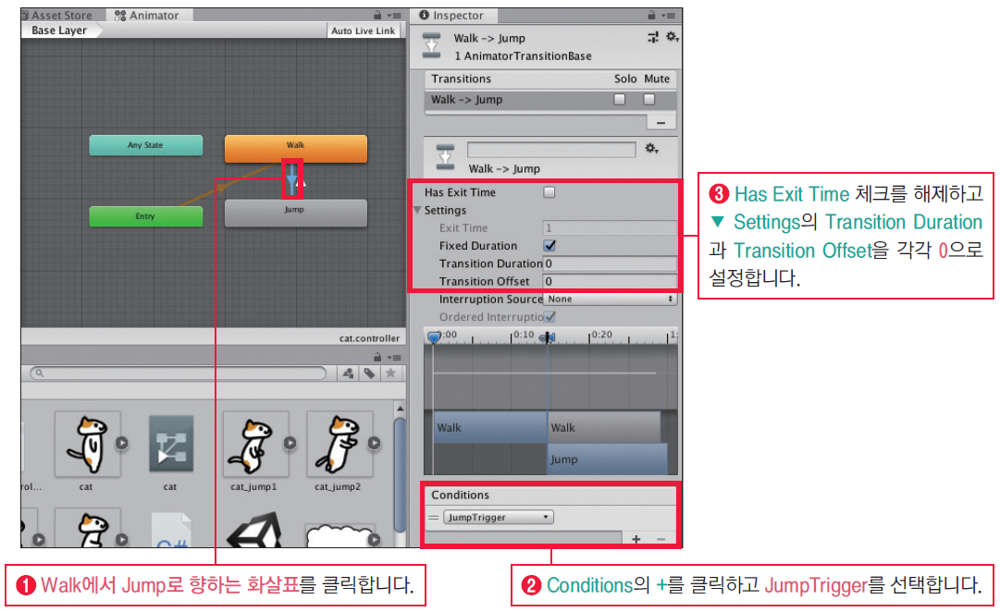 Asset Store
Animator
Base Layer
Auto Live Link
Any State
Walk
Entry
Jump
cat.controller
cat
cat
cat_jump1
cat_jump2
C#
Inspector
Walk -> Jump
1 AnimatorTransitionBase
Transitions Solo Mute
Walk -> Jump
Walk -> Jump
Has Exit Time
Settings
Exit Time 1
Fixed Duration
Transition Duration 0
Transition Offset 0
Interruption Source None
Ordered Interruptio
0:00 0:10 0:20
Walk Walk
Jump
Conditions
JumpTrigger
+ −
❸ Has Exit Time 체크를 해제하고
▼ Settings의 Transition Duration
과 Transition Offset을 각각 0으로
설정합니다.
❶ Walk에서 Jump로 향하는 화살표를 클릭합니다.
❷ Conditions의 +를 클릭하고 JumpTrigger를 선택합니다.